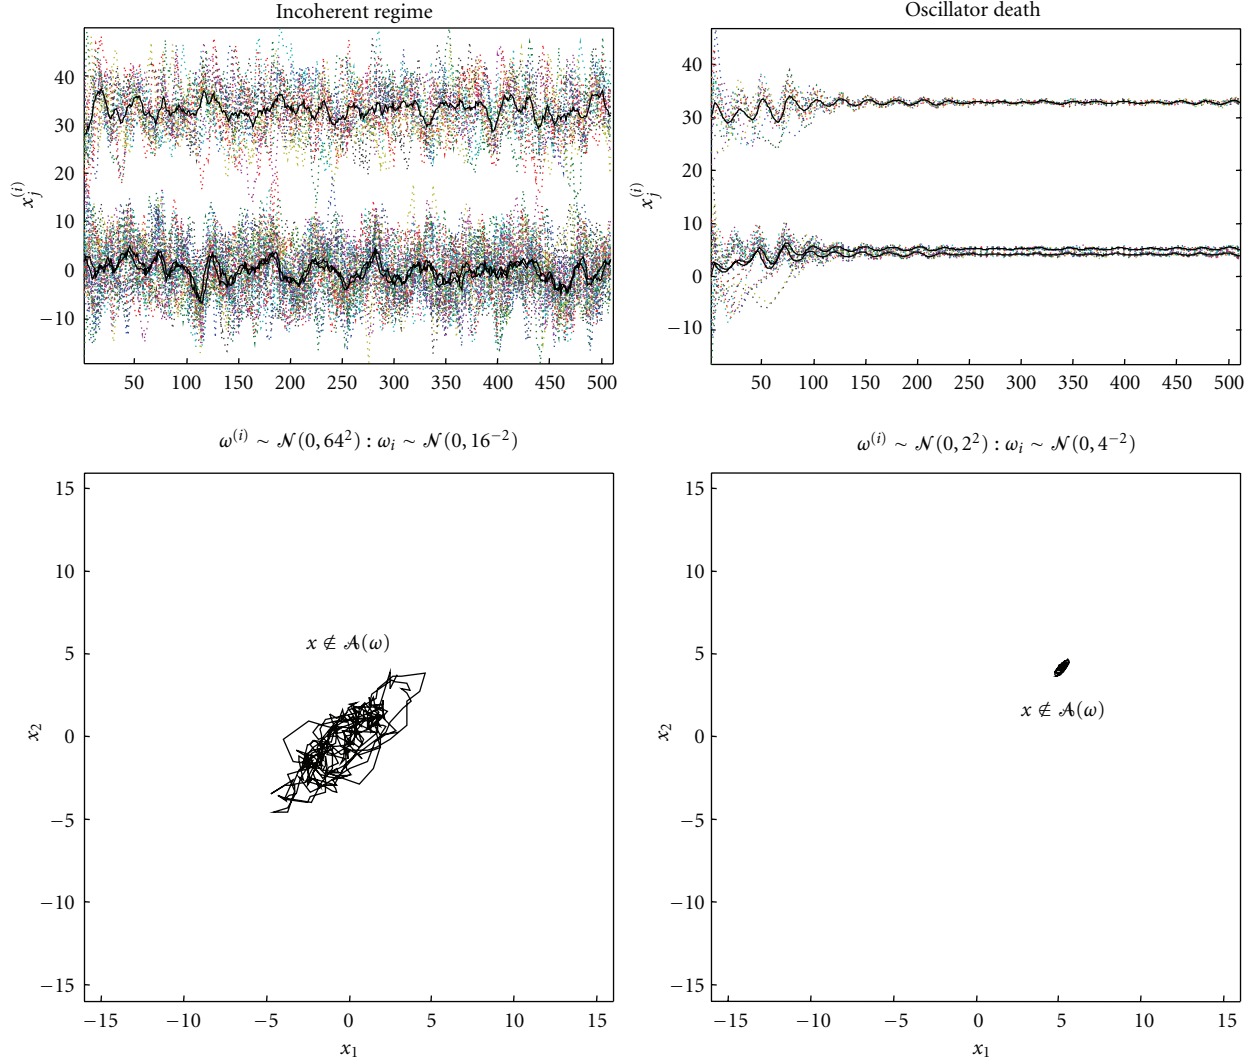 Incoherent regime
Oscillator death
40
30
20
10
0
−10
x_j^(i)
50 100 150 200 250 300 350 400 450 500
40
30
20
10
0
−10
x_j^(i)
50 100 150 200 250 300 350 400 450 500
ω^(i) ∼ 𝒩(0, 64²) : ω_i ∼ 𝒩(0, 16⁻²)
ω^(i) ∼ 𝒩(0, 2²) : ω_i ∼ 𝒩(0, 4⁻²)
15
10
5
0
−5
−10
−15
x₂
x ∉ 𝒜(ω)
−15 −10 −5 0 5 10 15
x₁
15
10
5
0
−5
−10
−15
x₂
x ∉ 𝒜(ω)
−15 −10 −5 0 5 10 15
x₁